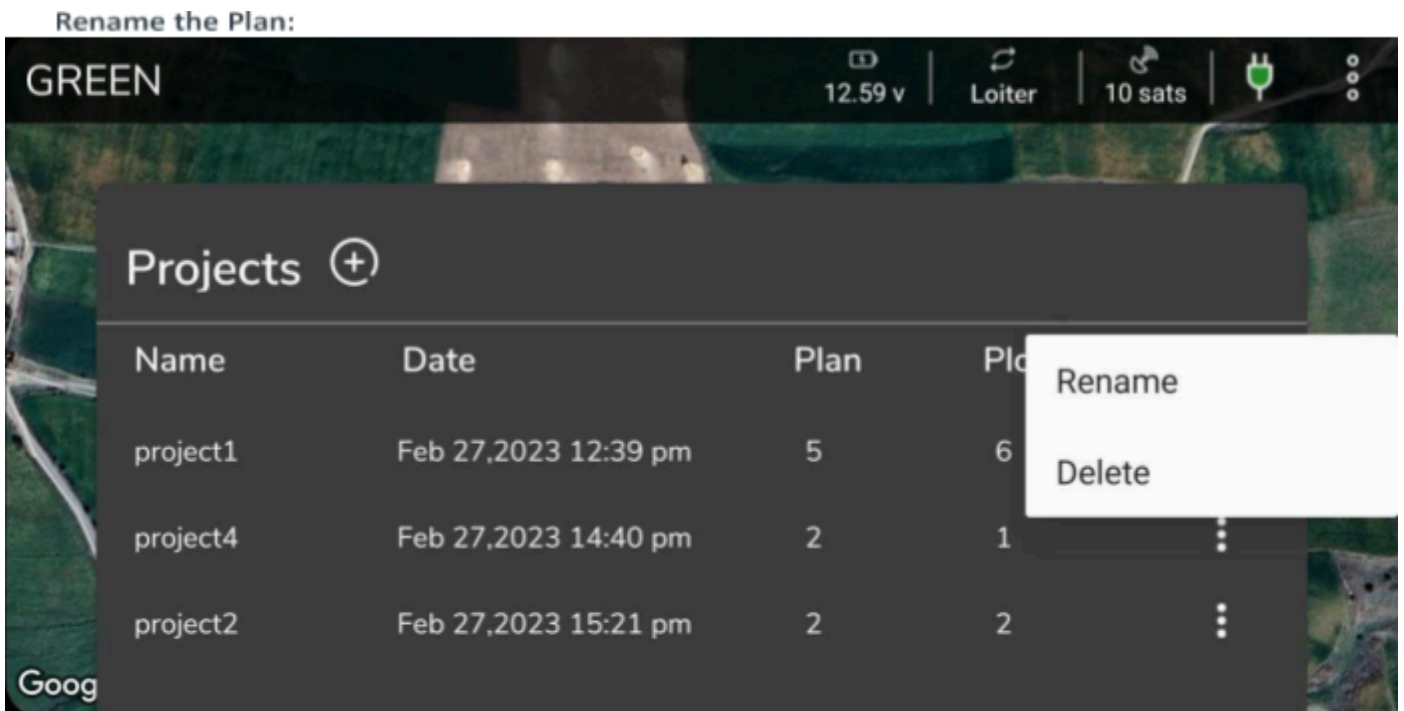 Rename the Plan:
GREEN
12.59 v
Loiter
10 sats
Projects
Name Date Plan Plo
Rename
project1 Feb 27,2023 12:39 pm 5 6
Delete
project4 Feb 27,2023 14:40 pm 2 1
project2 Feb 27,2023 15:21 pm 2 2
Goog